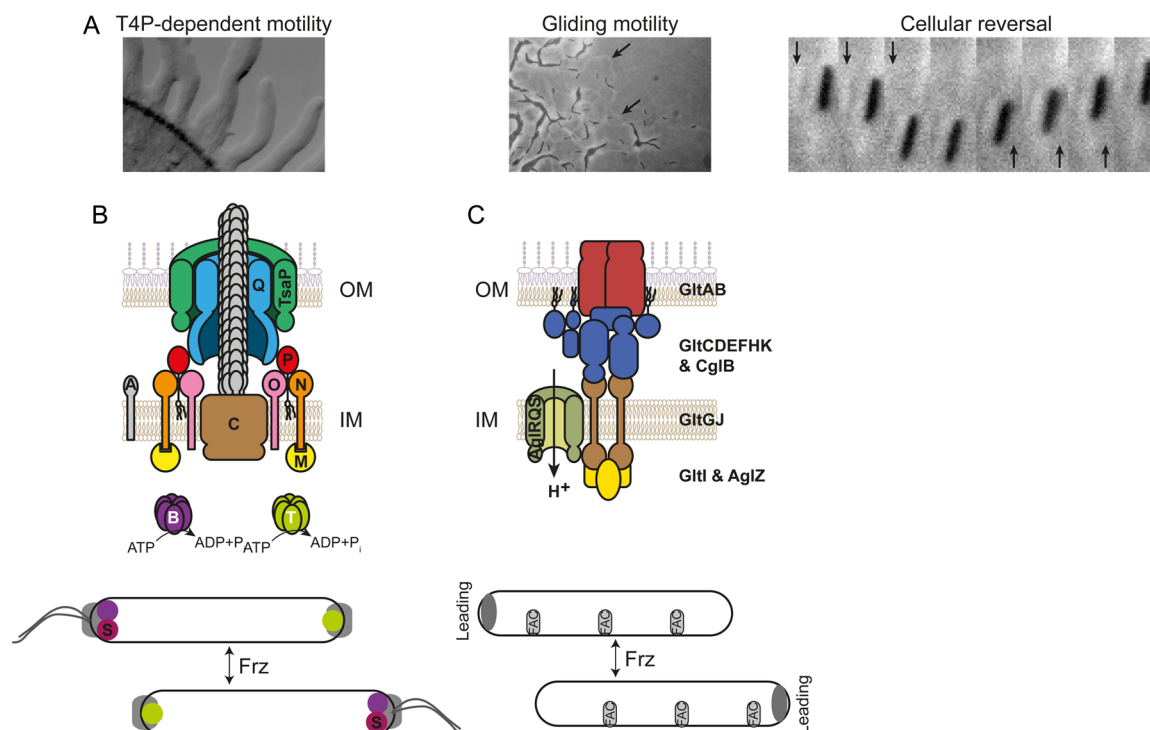 A
T4P-dependent motility
Gliding motility
Cellular reversal
B
Q
TsaP
OM
P
A
O
N
C
IM
M
B
T
ATP
ADP+P
ATP
ADP+Pi
S
Frz
S
C
OM
GltAB
GltCDEFHK
& CglB
AglRQS
IM
GltGJ
H+
GltI & AglZ
Leading
FAC
FAC
FAC
Frz
FAC
FAC
FAC
Leading